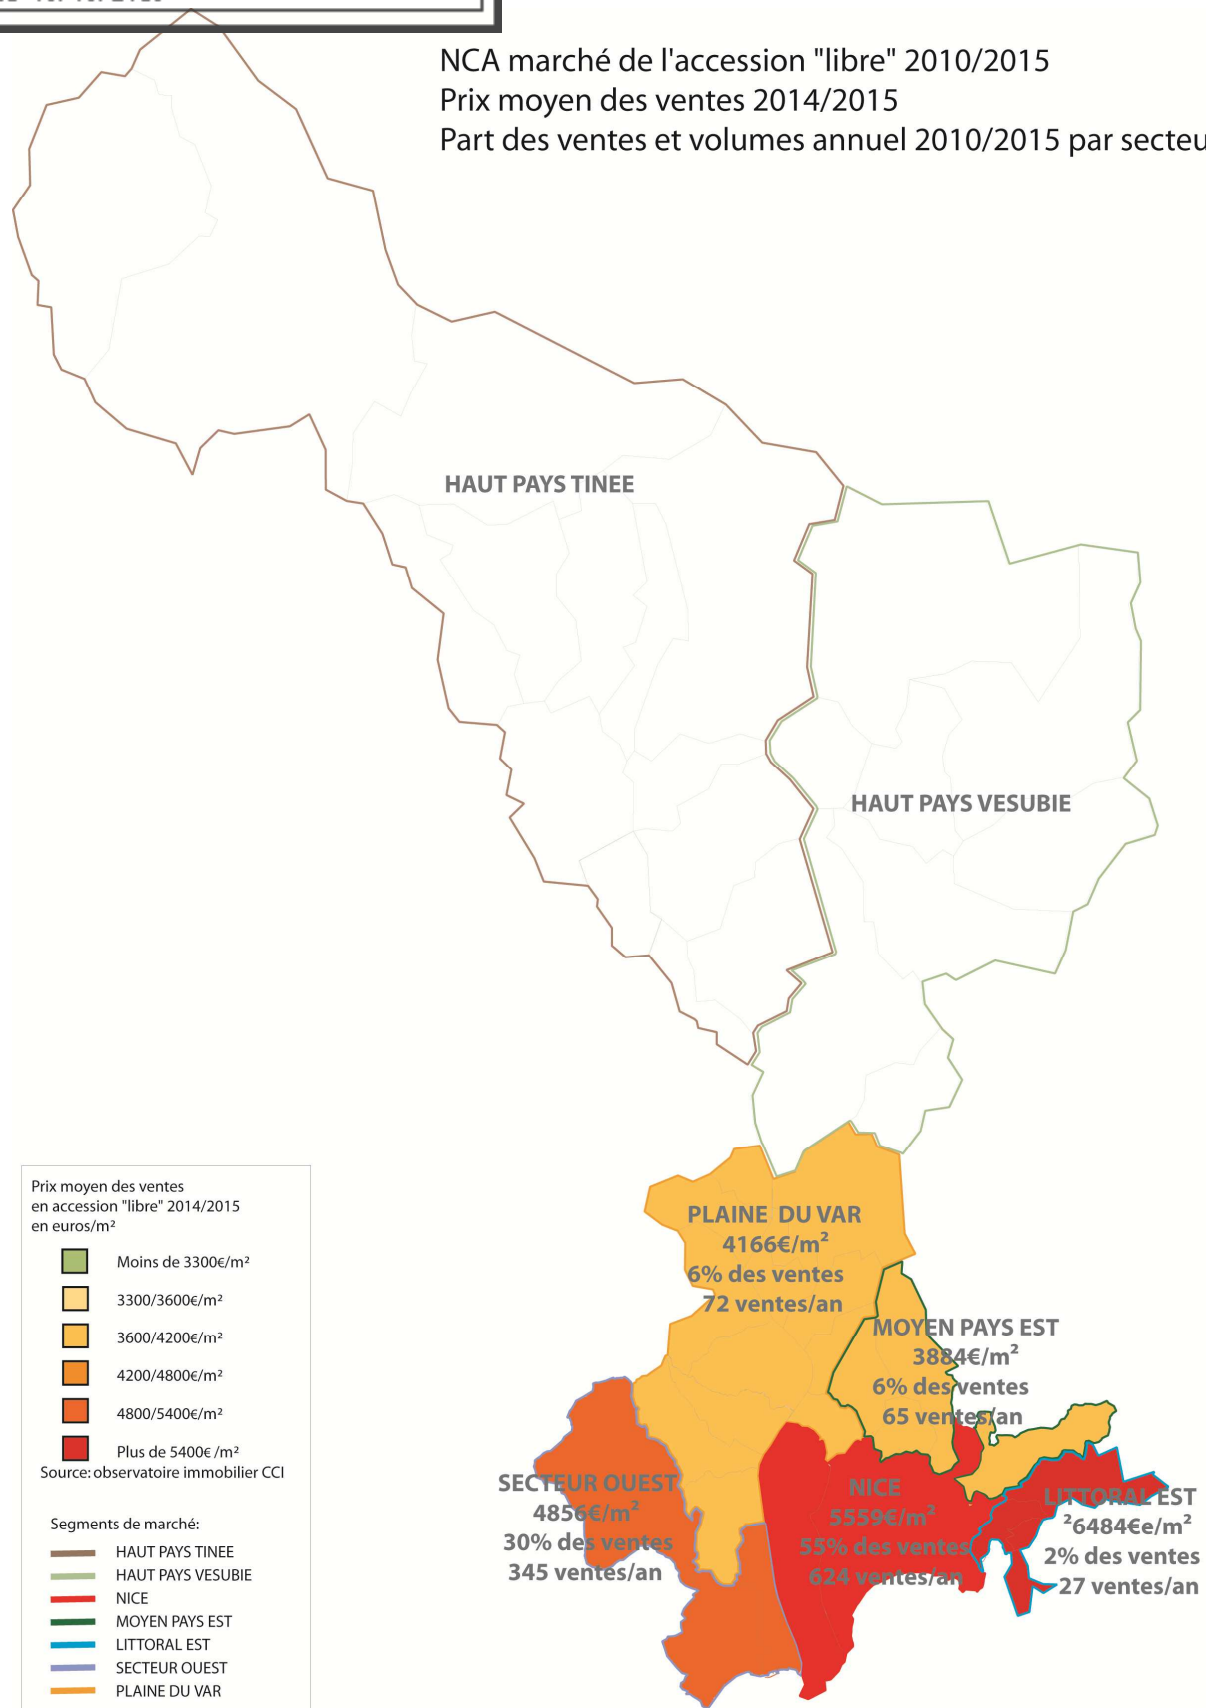 NCA marché de l'accession "libre" 2010/2015
Prix moyen des ventes 2014/2015
Part des ventes et volumes annuel 2010/2015 par secteu
HAUT PAYS TINEE
HAUT PAYS VESUBIE
PLAINE DU VAR
4166€/m²
6% des ventes
72 ventes/an
MOYEN PAYS EST
3884€/m²
6% des ventes
65 ventes/an
SECTEUR OUEST
4856€/m²
30% des ventes
345 ventes/an
NICE
5559€/m²
55% des ventes
624 ventes/an
LITTORAL EST
²6484€e/m²
2% des ventes
27 ventes/an
Prix moyen des ventes
en accession "libre" 2014/2015
en euros/m²
Moins de 3300€/m²
3300/3600€/m²
3600/4200€/m²
4200/4800€/m²
4800/5400€/m²
Plus de 5400€ /m²
Source: observatoire immobilier CCI
Segments de marché:
HAUT PAYS TINEE
HAUT PAYS VESUBIE
NICE
MOYEN PAYS EST
LITTORAL EST
SECTEUR OUEST
PLAINE DU VAR